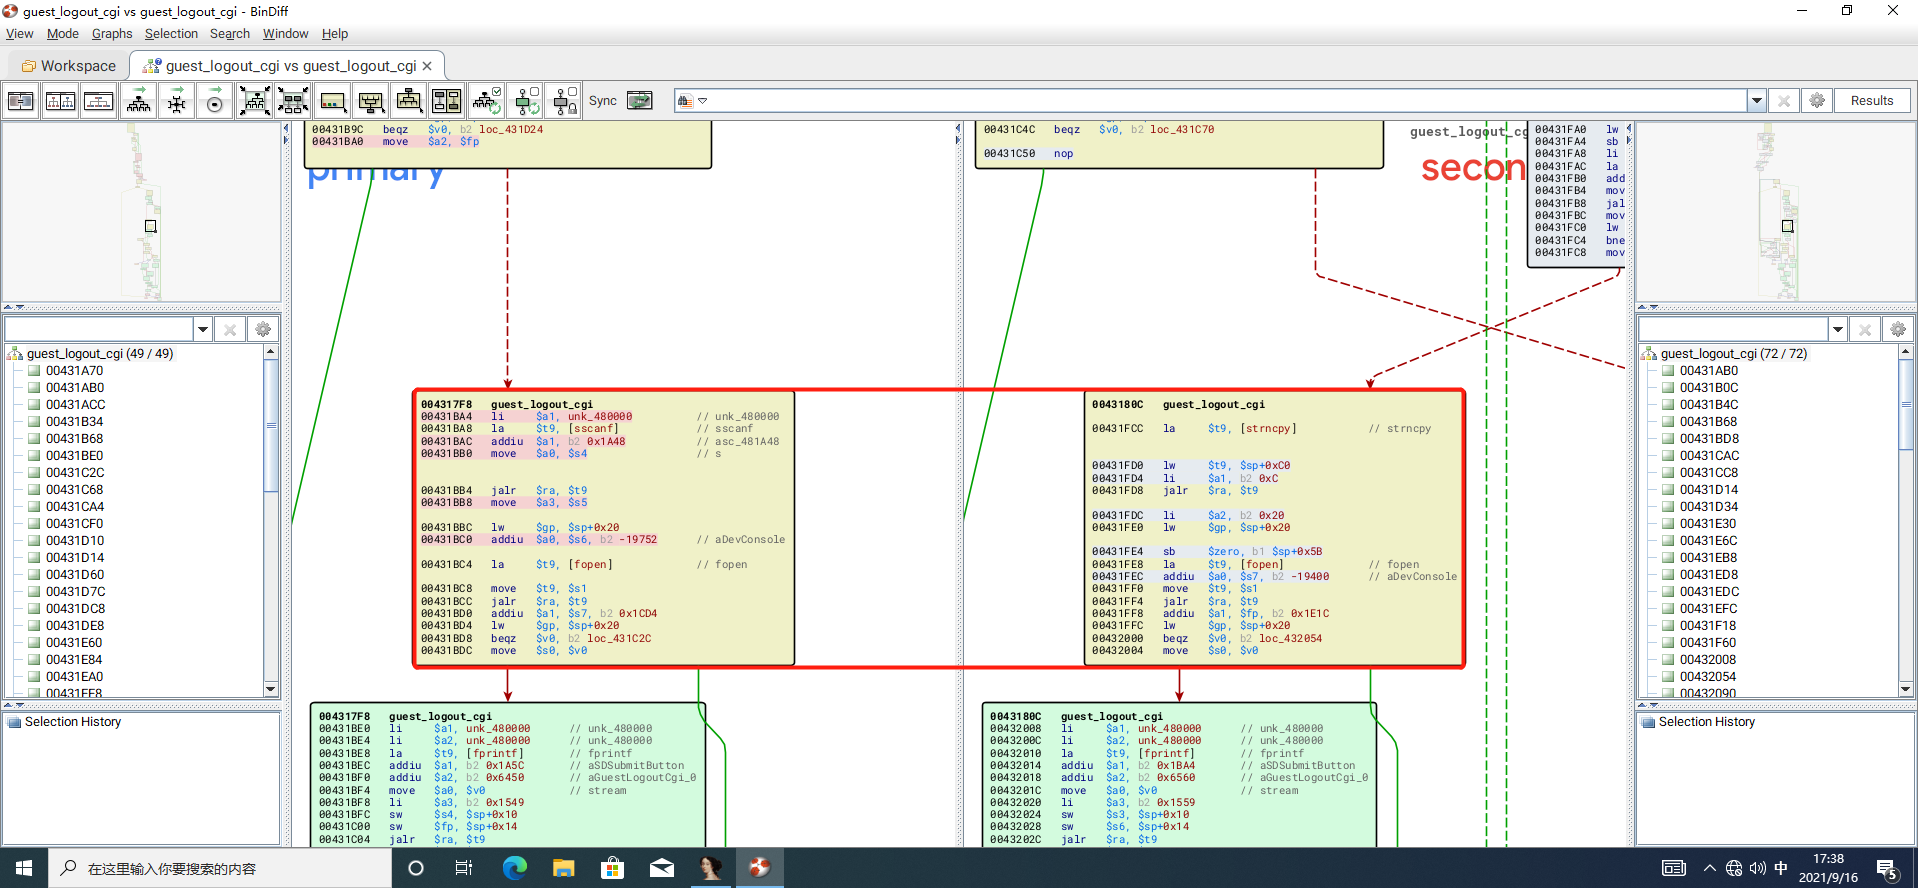 guest_logout_cgi vs guest_logout_cgi - BinDiff
View Mode Graphs Selection Search Window Help
Workspace guest_logout_cgi vs guest_logout_cgi
Sync Results
00431B9C beqz $v0, b2 loc_431D24
00431BA0 move $a2, $fp
primary
00431C4C beqz $v0, b2 loc_431C70
00431C50 nop
guest_logout_cg
secon
00431FA0 lw
00431FA4 sb
00431FA8 li
00431FAC la
00431FB0 add
00431FB4 mov
00431FB8 jal
00431FBC mov
00431FC0 lw
00431FC4 bne
00431FC8 mov
guest_logout_cgi (49 / 49)
00431A70
00431AB0
00431ACC
00431B34
00431B68
00431BE0
00431C2C
00431C68
00431CA4
00431CF0
00431D10
00431D14
00431D60
00431D7C
00431DC8
00431DE8
00431E60
00431E84
00431EA0
00431EE8
Selection History
004317F8 guest_logout_cgi
00431BA4 li $a1, unk_480000 // unk_480000
00431BA8 la $t9, [sscanf] // sscanf
00431BAC addiu $a1, b2 0x1A48 // asc_481A48
00431BB0 move $a0, $s4 // s
00431BB4 jalr $ra, $t9
00431BB8 move $a3, $s5
00431BBC lw $gp, $sp+0x20
00431BC0 addiu $a0, $s6, b2 -19752 // aDevConsole
00431BC4 la $t9, [fopen] // fopen
00431BC8 move $t9, $s1
00431BCC jalr $ra, $t9
00431BD0 addiu $a1, $s7, b2 0x1CD4
00431BD4 lw $gp, $sp+0x20
00431BD8 beqz $v0, b2 loc_431C2C
00431BDC move $s0, $v0
0043180C guest_logout_cgi
00431FCC la $t9, [strncpy] // strncpy
00431FD0 lw $t9, $sp+0xC0
00431FD4 li $a1, b2 0xC
00431FD8 jalr $ra, $t9
00431FDC li $a2, b2 0x20
00431FE0 lw $gp, $sp+0x20
00431FE4 sb $zero, b1 $sp+0x5B
00431FE8 la $t9, [fopen] // fopen
00431FEC addiu $a0, $s7, b2 -19400 // aDevConsole
00431FF0 move $t9, $s1
00431FF4 jalr $ra, $t9
00431FF8 addiu $a1, $fp, b2 0x1E1C
00431FFC lw $gp, $sp+0x20
00432000 beqz $v0, b2 loc_432054
00432004 move $s0, $v0
004317F8 guest_logout_cgi
00431BE0 li $a1, unk_480000 // unk_480000
00431BE4 li $a2, unk_480000 // unk_480000
00431BE8 la $t9, [fprintf] // fprintf
00431BEC addiu $a1, b2 0x1A5C // aSDSubmitButton
00431BF0 addiu $a2, b2 0x6450 // aGuestLogoutCgi_0
00431BF4 move $a0, $v0 // stream
00431BF8 li $a3, b2 0x1549
00431BFC sw $s4, $sp+0x10
00431C00 sw $fp, $sp+0x14
00431C04 jalr $ra, $t9
0043180C guest_logout_cgi
00432008 li $a1, unk_480000 // unk_480000
0043200C li $a2, unk_480000 // unk_480000
00432010 la $t9, [fprintf] // fprintf
00432014 addiu $a1, b2 0x1BA4 // aSDSubmitButton
00432018 addiu $a2, b2 0x6560 // aGuestLogoutCgi_0
0043201C move $a0, $v0 // stream
00432020 li $a3, b2 0x1559
00432024 sw $s3, $sp+0x10
00432028 sw $s6, $sp+0x14
0043202C jalr $ra, $t9
guest_logout_cgi (72 / 72)
00431AB0
00431B0C
00431B4C
00431B68
00431BD8
00431CAC
00431CC8
00431D14
00431D34
00431E30
00431E6C
00431EB8
00431ED8
00431EDC
00431EFC
00431F18
00431F60
00432008
00432054
00432090
Selection History
在这里输入你要搜索的内容
中
17:38
2021/9/16
5